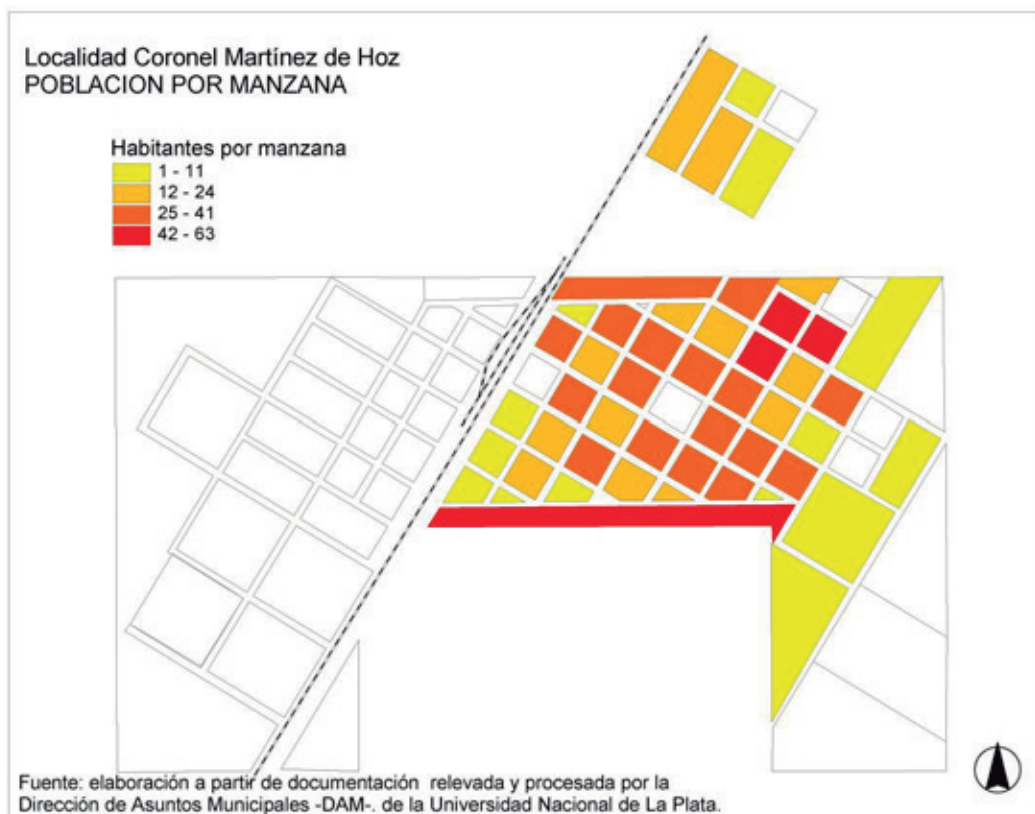 Localidad Coronel Martínez de Hoz
POBLACION POR MANZANA
Habitantes por manzana
1 - 11
12 - 24
25 - 41
42 - 63
Fuente: elaboración a partir de documentación relevada y procesada por la
Dirección de Asuntos Municipales -DAM-. de la Universidad Nacional de La Plata.